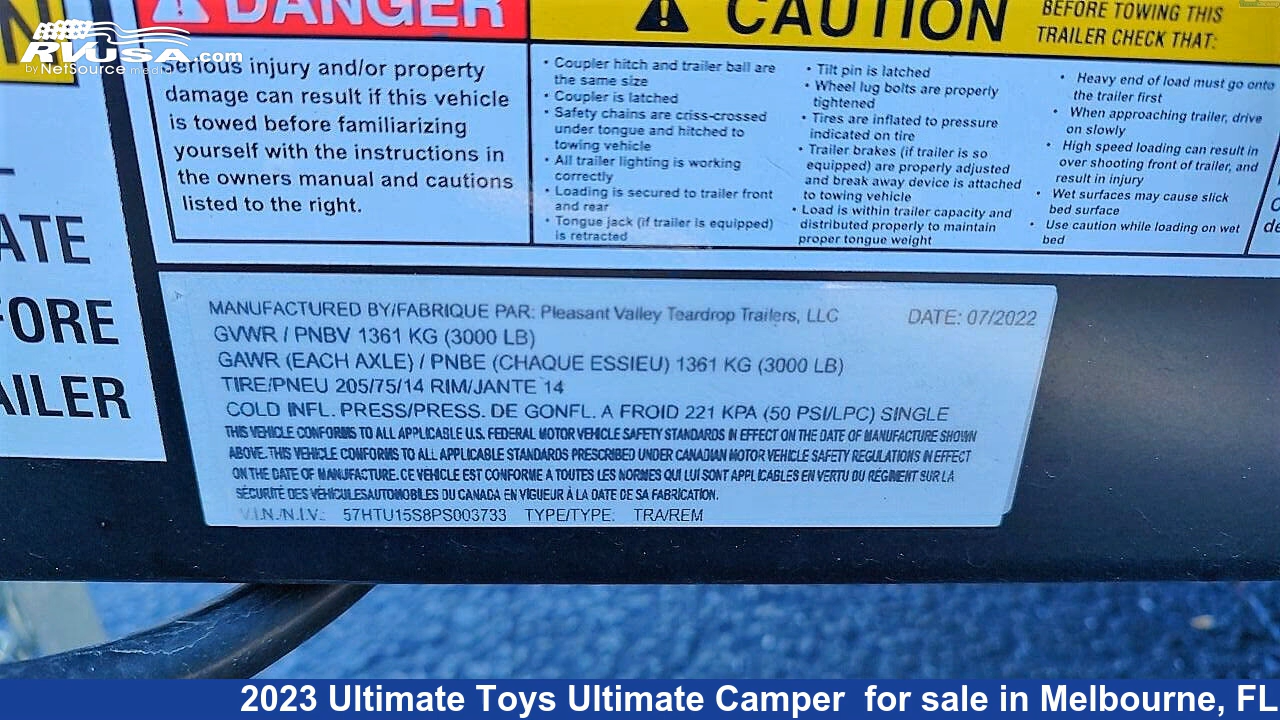 DANGER
CAUTION
BEFORE TOWING THIS
TRAILER CHECK THAT:
RVUSA.com
by NetSource media
N
Serious injury and/or property
damage can result if this vehicle
is towed before familiarizing
yourself with the instructions in
the owners manual and cautions
listed to the right.
• Coupler hitch and trailer ball are
the same size
• Coupler is latched
• Safety chains are criss-crossed
under tongue and hitched to
towing vehicle
• All trailer lighting is working
correctly
• Loading is secured to trailer front
and rear
• Tongue jack (if trailer is equipped)
is retracted
• Tilt pin is latched
• Wheel lug bolts are properly
tightened
• Tires are inflated to pressure
indicated on tire
• Trailer brakes (if trailer is so
equipped) are properly adjusted
and break away device is attached
to towing vehicle
• Load is within trailer capacity and
distributed properly to maintain
proper tongue weight
• Heavy end of load must go onto
the trailer first
• When approaching trailer, drive
on slowly
• High speed loading can result in
over shooting front of trailer, and
result in injury
• Wet surfaces may cause slick
bed surface
• Use caution while loading on wet
bed
ATE
FORE
AILER
MANUFACTURED BY/FABRIQUE PAR: Pleasant Valley Teardrop Trailers, LLC DATE: 07/2022
GVWR / PNBV 1361 KG (3000 LB)
GAWR (EACH AXLE) / PNBE (CHAQUE ESSIEU) 1361 KG (3000 LB)
TIRE/PNEU 205/75/14 RIM/JANTE 14
COLD INFL. PRESS/PRESS. DE GONFL. A FROID 221 KPA (50 PSI/LPC) SINGLE
THIS VEHICLE CONFORMS TO ALL APPLICABLE U.S. FEDERAL MOTOR VEHICLE SAFETY STANDARDS IN EFFECT ON THE DATE OF MANUFACTURE SHOWN
ABOVE. THIS VEHICLE CONFORMS TO ALL APPLICABLE STANDARDS PRESCRIBED UNDER CANADIAN MOTOR VEHICLE SAFETY REGULATIONS IN EFFECT
ON THE DATE OF MANUFACTURE. CE VEHICLE EST CONFORME A TOUTES LES NORMES QUI LUI SONT APPLICABLES EN VERTU DU RÉGIMENT SUR LA
SÉCURITÉ DES VÉHICULESAUTOMOBILES DU CANADA EN VIGUEUR À LA DATE DE SA FABRICATION.
V.I.N./N.I.V.: 57HTU15S8PS003733 TYPE/TYPE: TRA/REM
2023 Ultimate Toys Ultimate Camper for sale in Melbourne, FL